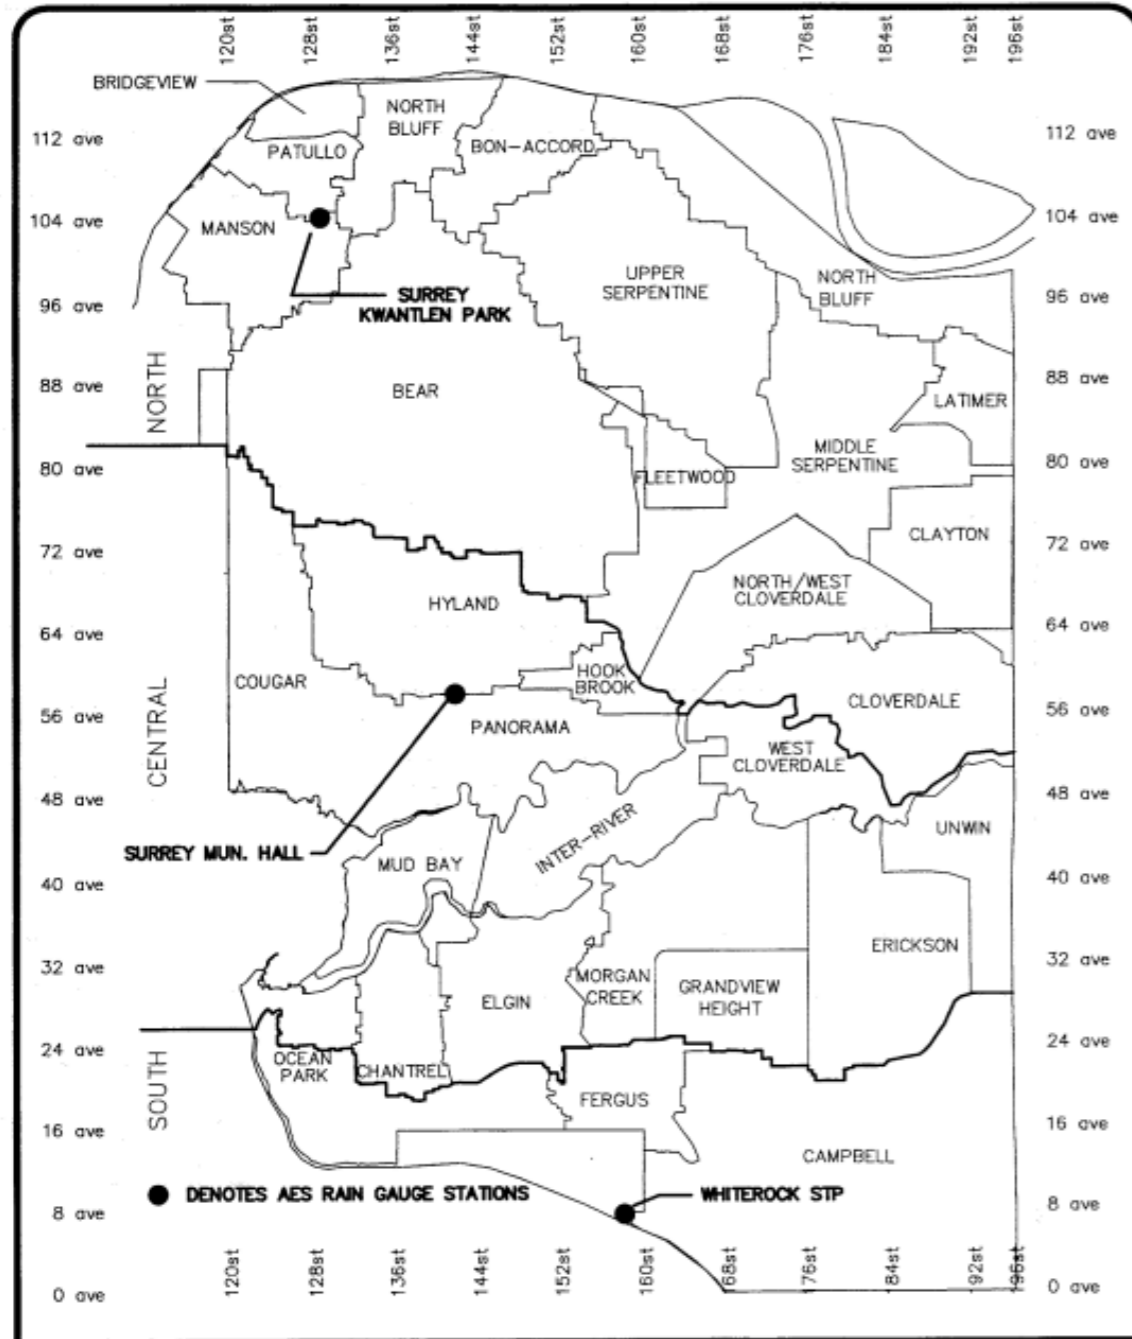 120st
128st
136st
144st
152st
160st
168st
176st
184st
192st
196st
BRIDGEVIEW
NORTH
BLUFF
112 ave
112 ave
PATULLO
BON-ACCORD
104 ave
MANSON
104 ave
UPPER
SERPENTINE
NORTH
BLUFF
96 ave
SURREY
KWANTLEN PARK
96 ave
NORTH
88 ave
BEAR
88 ave
LATIMER
MIDDLE
SERPENTINE
80 ave
FLEETWOOD
80 ave
CLAYTON
72 ave
72 ave
NORTH/WEST
CLOVERDALE
HYLAND
64 ave
64 ave
COUGAR
HOOK
BROOK
CLOVERDALE
CENTRAL
56 ave
PANORAMA
56 ave
WEST
CLOVERDALE
48 ave
48 ave
UNWIN
INTER-RIVER
SURREY MUN. HALL
MUD BAY
40 ave
40 ave
ERICKSON
32 ave
32 ave
MORGAN
CREEK
ELGIN
GRANDVIEW
HEIGHT
24 ave
24 ave
OCEAN
PARK
CHANTREL
SOUTH
FERGUS
16 ave
16 ave
CAMPBELL
DENOTES AES RAIN GAUGE STATIONS
WHITEROCK STP
8 ave
8 ave
120st
128st
136st
144st
152st
160st
168st
176st
184st
192st
196st
0 ave
0 ave